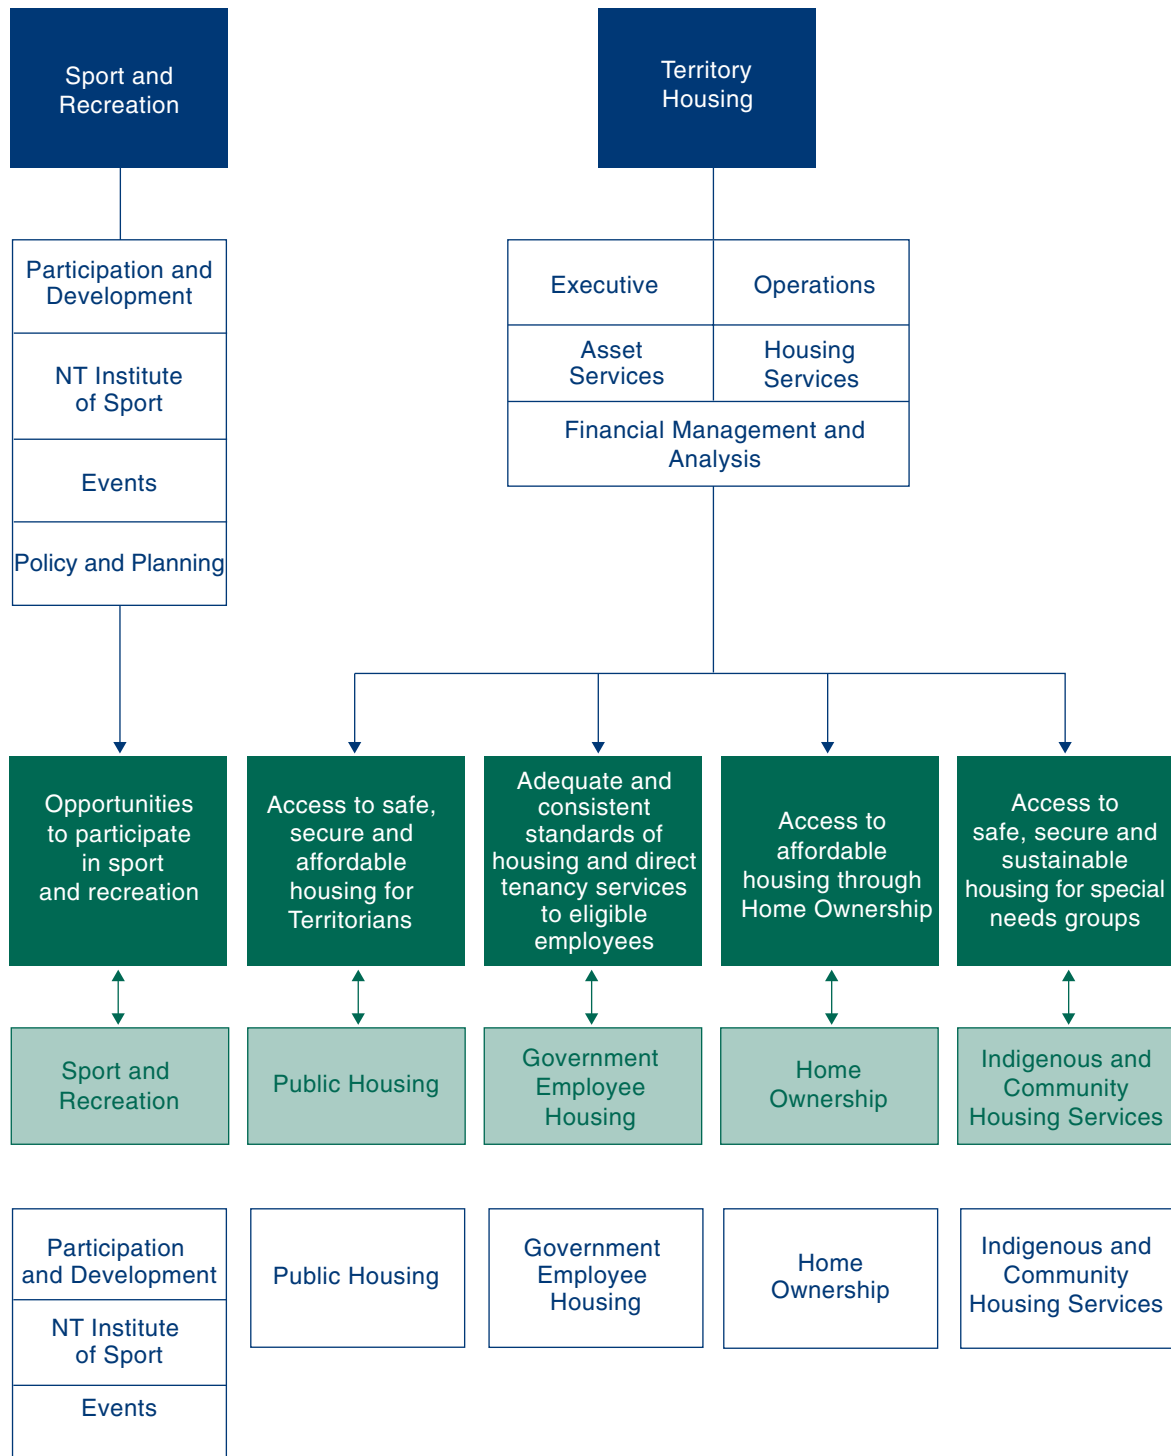 Sport and
Recreation
Territory
Housing
Participation and
Development
NT Institute
of Sport
Events
Policy and Planning
Executive
Operations
Asset
Services
Housing
Services
Financial Management and
Analysis
Opportunities
to participate
in sport
and recreation
Access to safe,
secure and
affordable
housing for
Territorians
Adequate and
consistent
standards of
housing and direct
tenancy services
to eligible
employees
Access to
affordable
housing through
Home Ownership
Access to
safe, secure and
sustainable
housing for special
needs groups
Sport and
Recreation
Public Housing
Government
Employee
Housing
Home
Ownership
Indigenous and
Community
Housing Services
Participation
and Development
NT Institute
of Sport
Events
Public Housing
Government
Employee
Housing
Home
Ownership
Indigenous and
Community
Housing Services